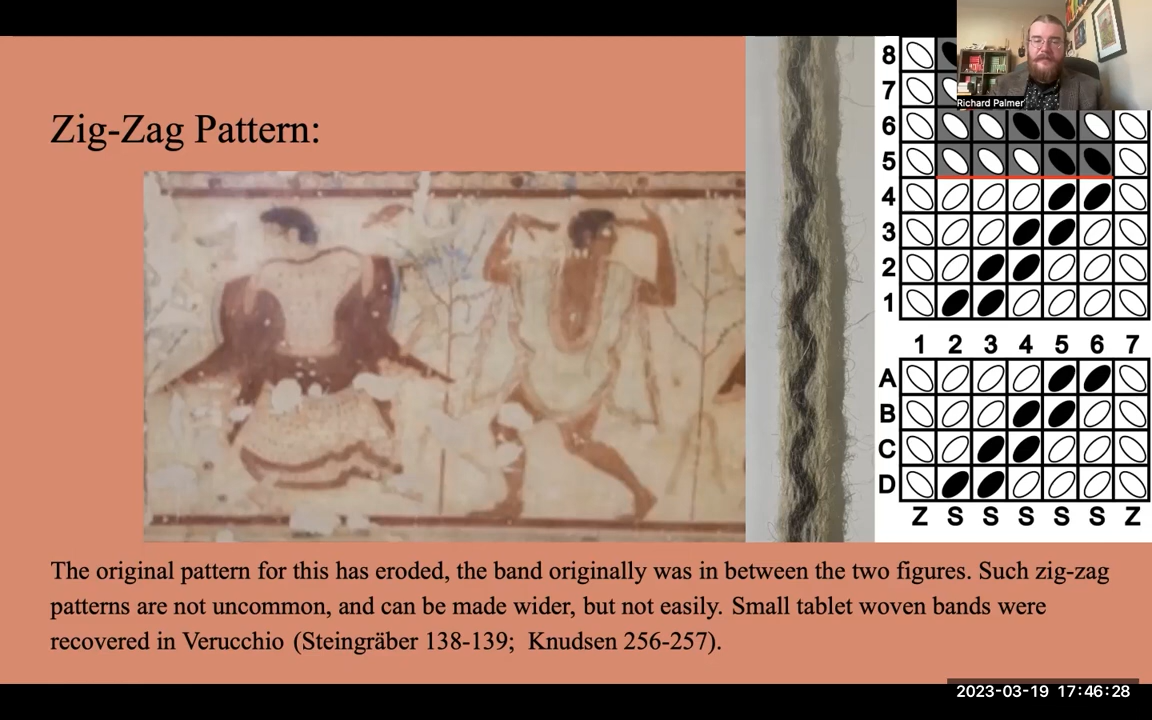 Richard Palmer
Zig-Zag Pattern:
8
7
6
5
4
3
2
1
1 2 3 4 5 6 7
A
B
C
D
Z S S S S S Z
The original pattern for this has eroded, the band originally was in between the two figures. Such zig-zag
patterns are not uncommon, and can be made wider, but not easily. Small tablet woven bands were
recovered in Verucchio (Steingräber 138-139; Knudsen 256-257).
2023-03-19 17:46:28